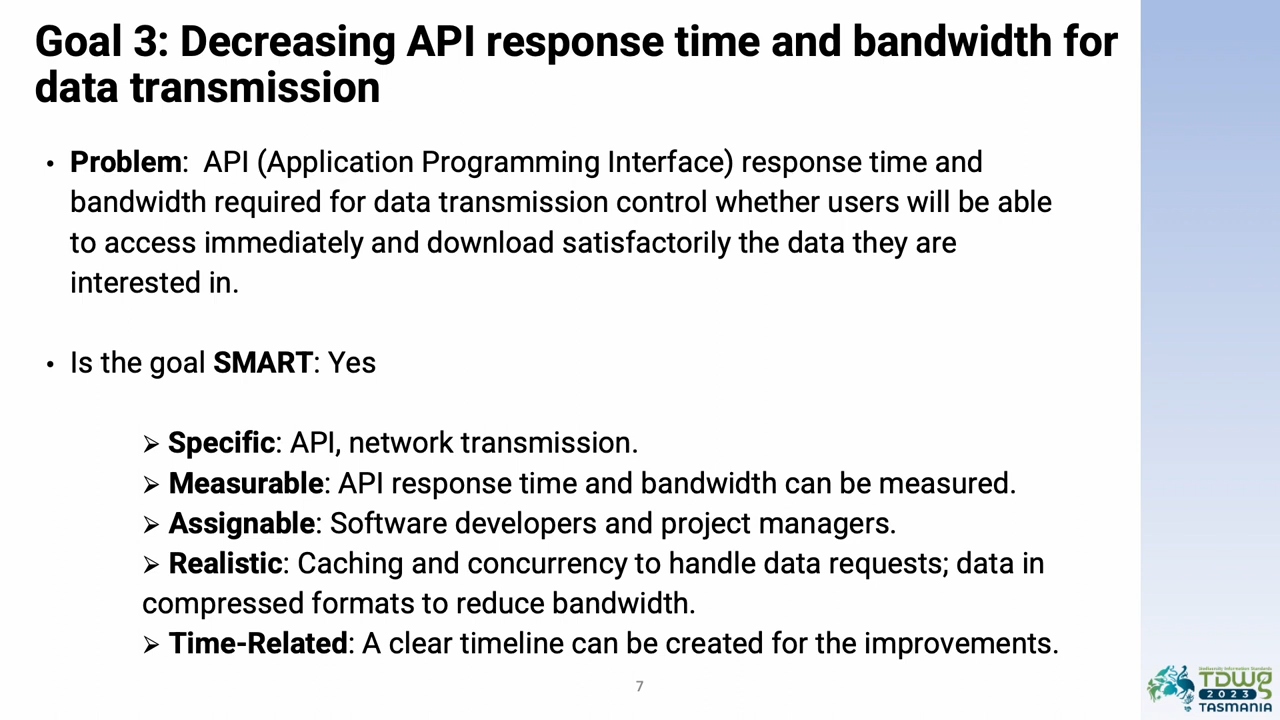 Goal 3: Decreasing API response time and bandwidth for
data transmission
• Problem: API (Application Programming Interface) response time and
bandwidth required for data transmission control whether users will be able
to access immediately and download satisfactorily the data they are
interested in.
• Is the goal SMART: Yes
➢ Specific: API, network transmission.
➢ Measurable: API response time and bandwidth can be measured.
➢ Assignable: Software developers and project managers.
➢ Realistic: Caching and concurrency to handle data requests; data in
compressed formats to reduce bandwidth.
➢ Time-Related: A clear timeline can be created for the improvements.
7
Biodiversity Information Standards
TDWG
2023
TASMANIA